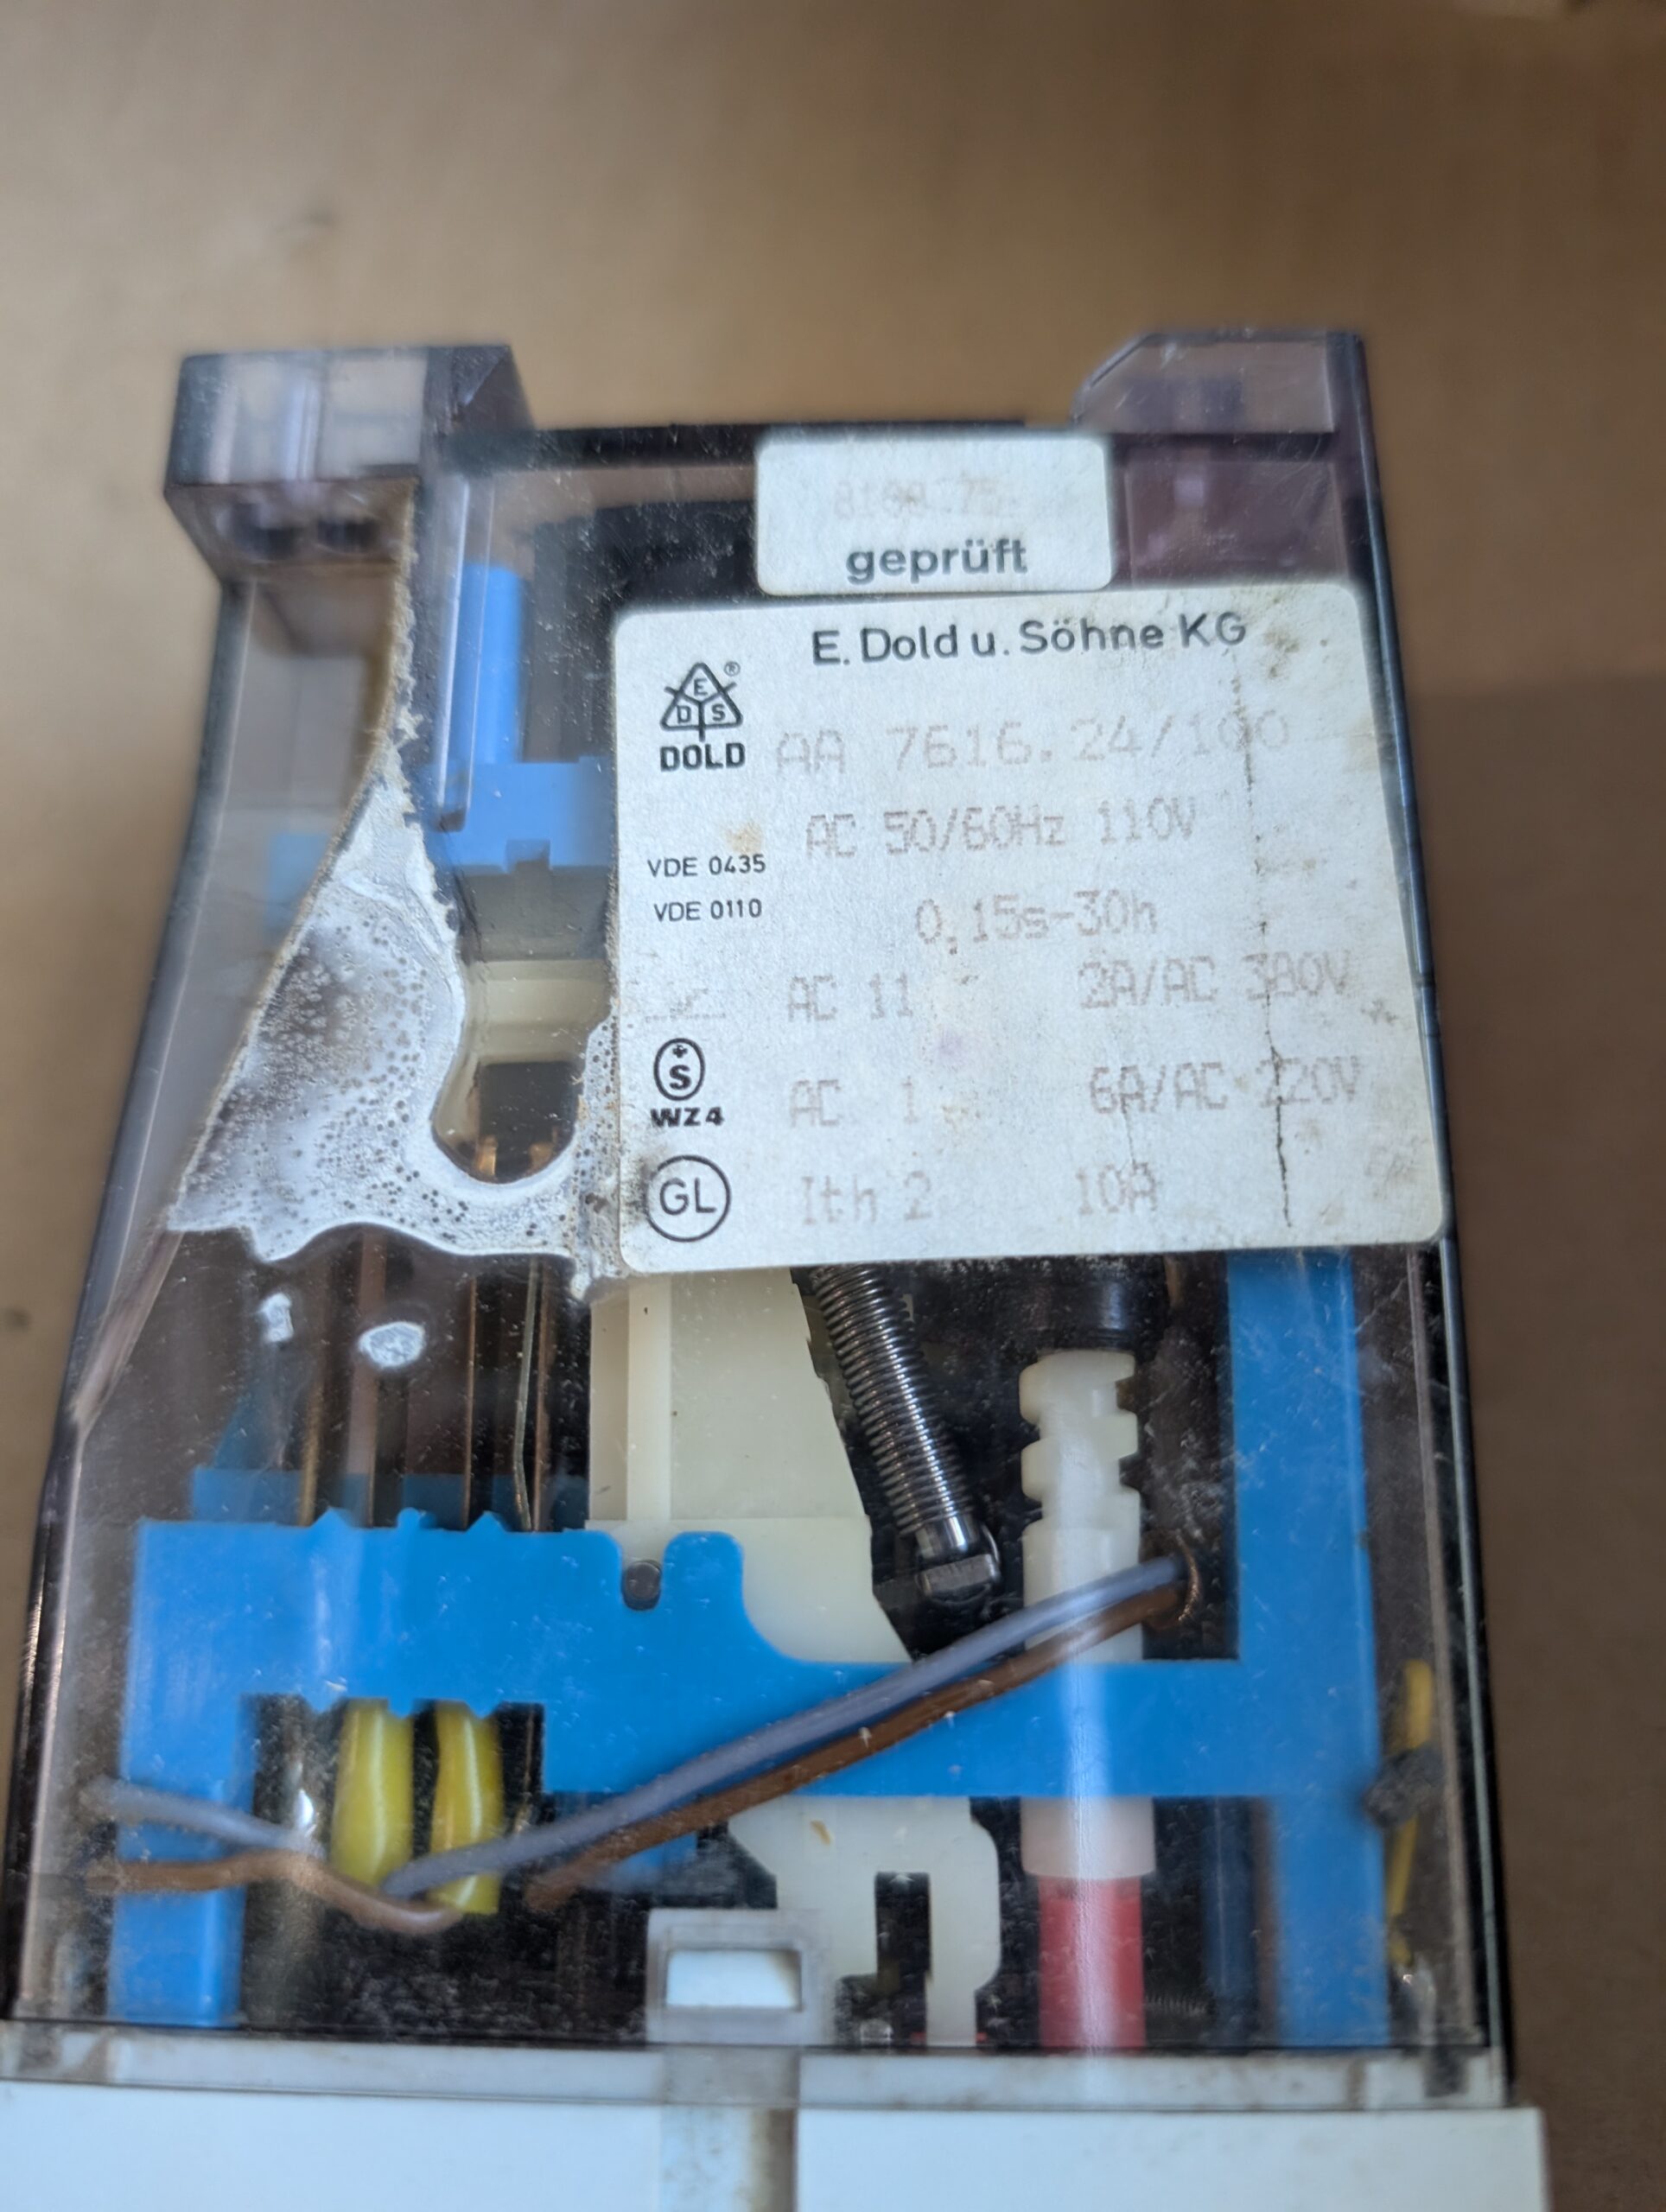 geprüft
E. Dold u. Söhne KG
E D S ®
DOLD
AA 7616.24/100
AC 50/60Hz 110V
VDE 0435
VDE 0110
0,15s-30h
AC 11 2A/AC 380V
S
WZ4
AC 1 6A/AC 220V
GL
Ith 2 10A